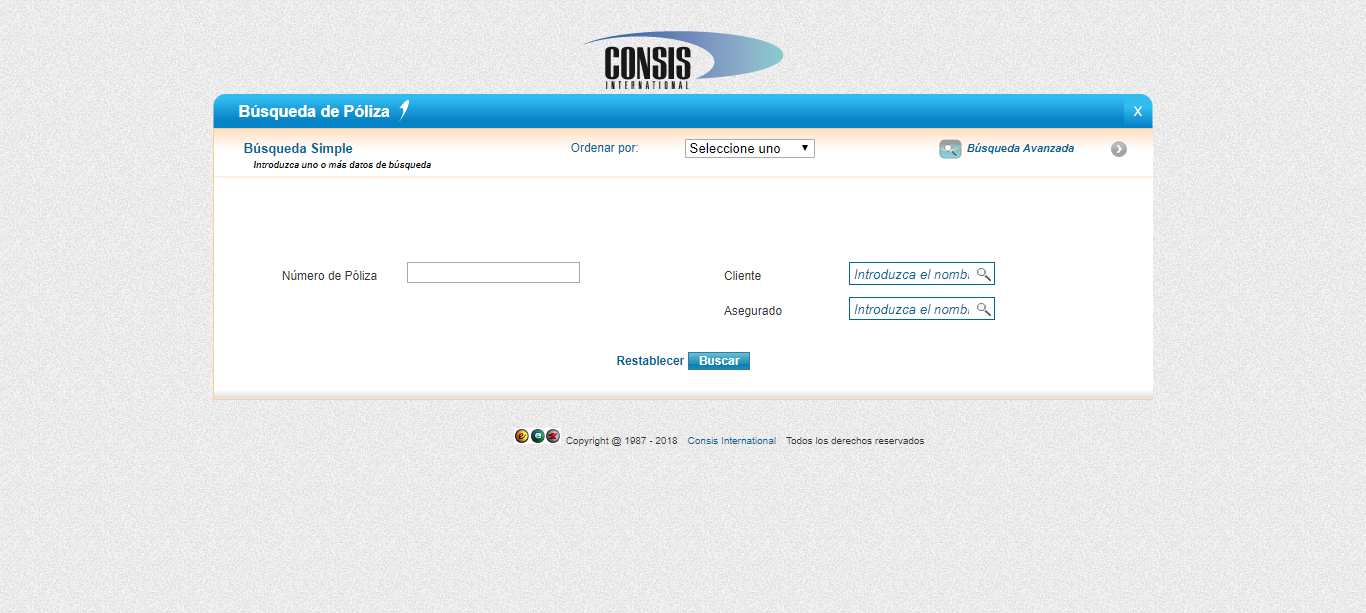 CONSIS
INTERNATIONAL
Búsqueda de Póliza
X
Búsqueda Simple
Introduzca uno o más datos de búsqueda
Ordenar por:
Seleccione uno
Búsqueda Avanzada
Número de Póliza
Cliente
Introduzca el nomb
Asegurado
Introduzca el nomb
Restablecer
Buscar
Copyright @ 1987 - 2018 Consis International Todos los derechos reservados